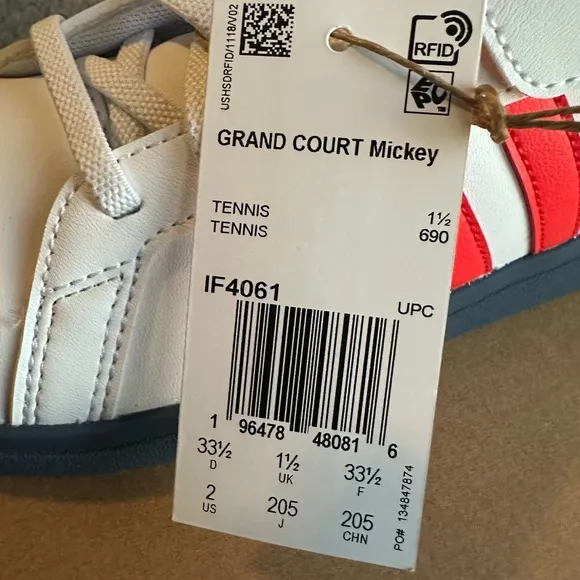 USHSDRFID/1118/V02
RFID
GRAND COURT Mickey
TENNIS 1½
TENNIS 690
IF4061
UPC
1 96478 48081 6
33½ 1½ 33½
D UK F
2 205 205
US J CHN
PO# 134847874